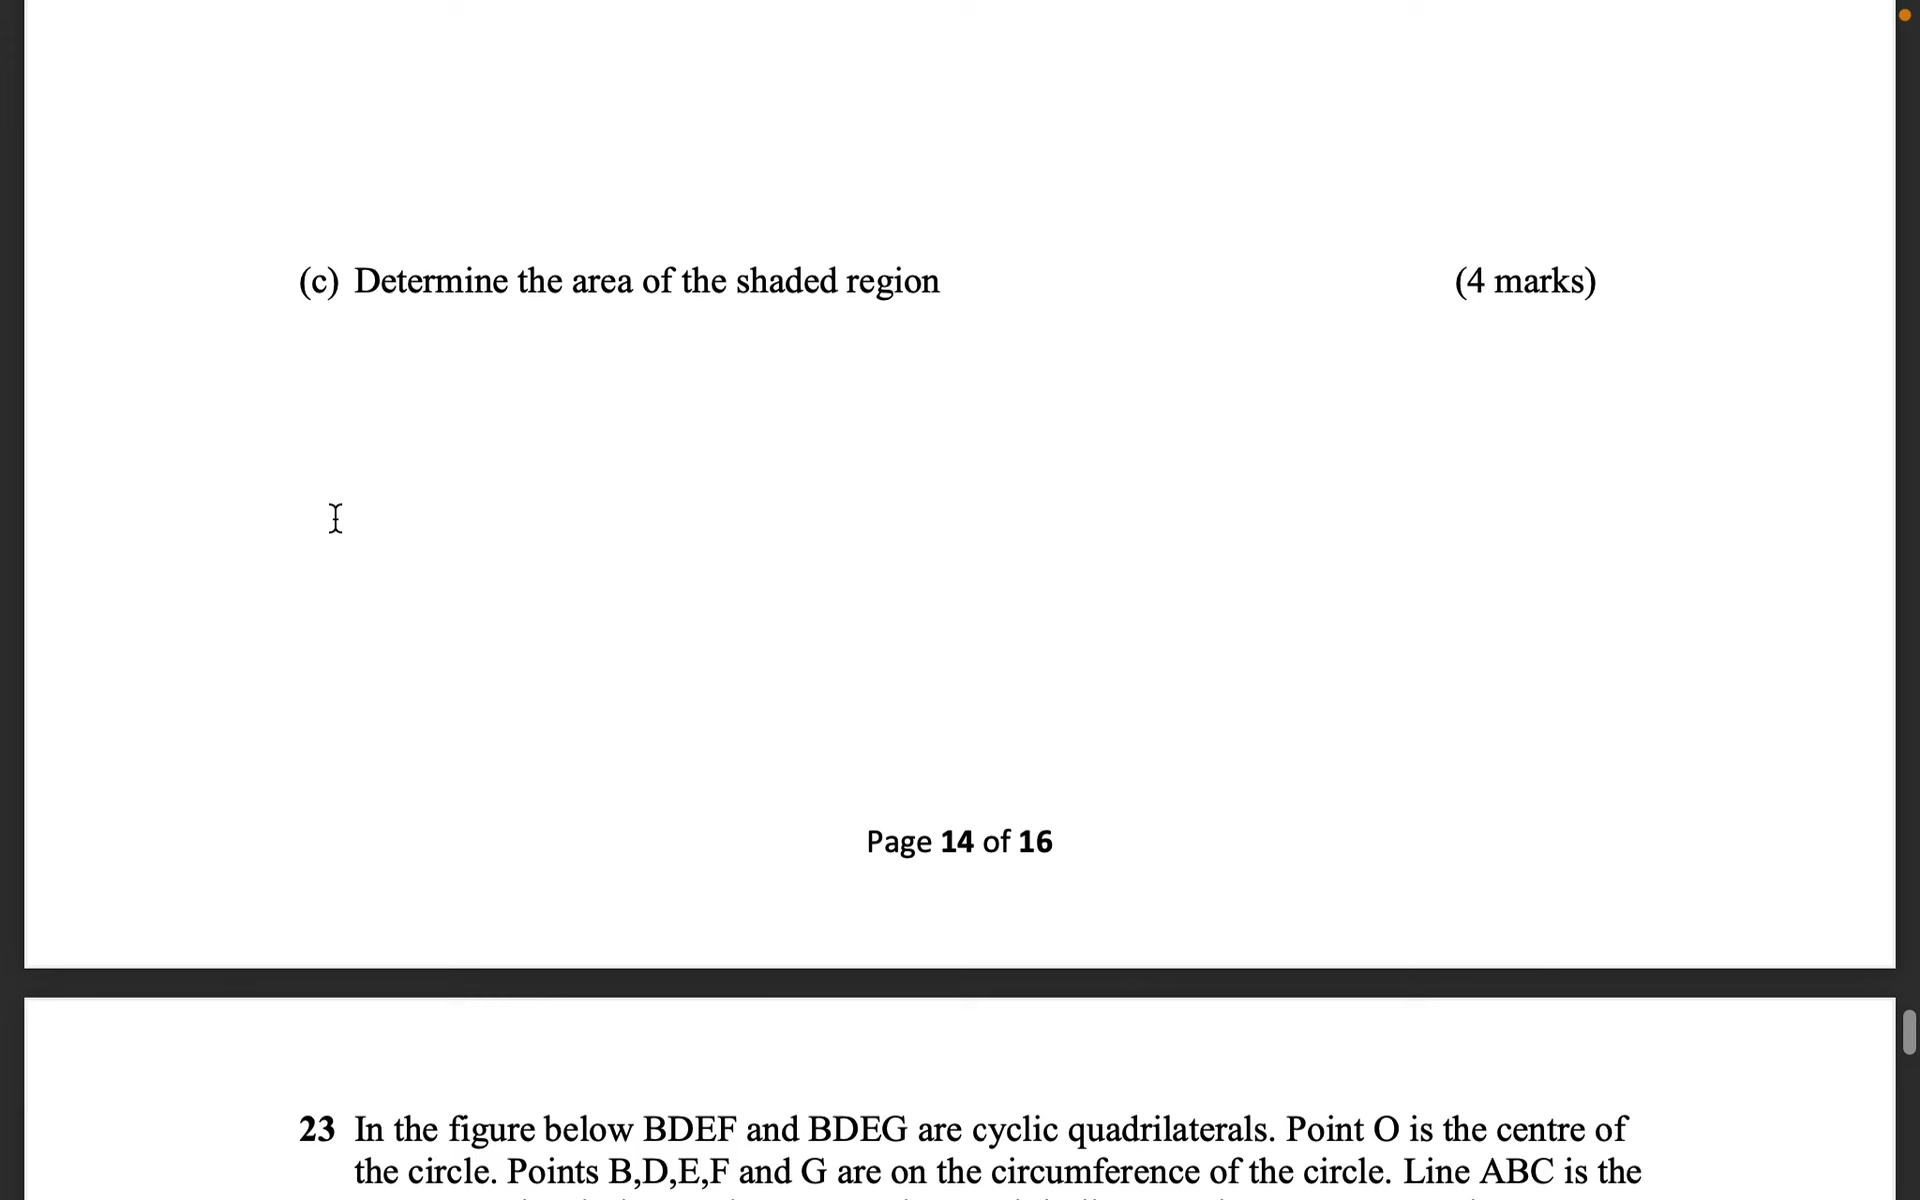 (c) Determine the area of the shaded region (4 marks)
Page 14 of 16
23 In the figure below BDEF and BDEG are cyclic quadrilaterals. Point O is the centre of
the circle. Points B,D,E,F and G are on the circumference of the circle. Line ABC is the